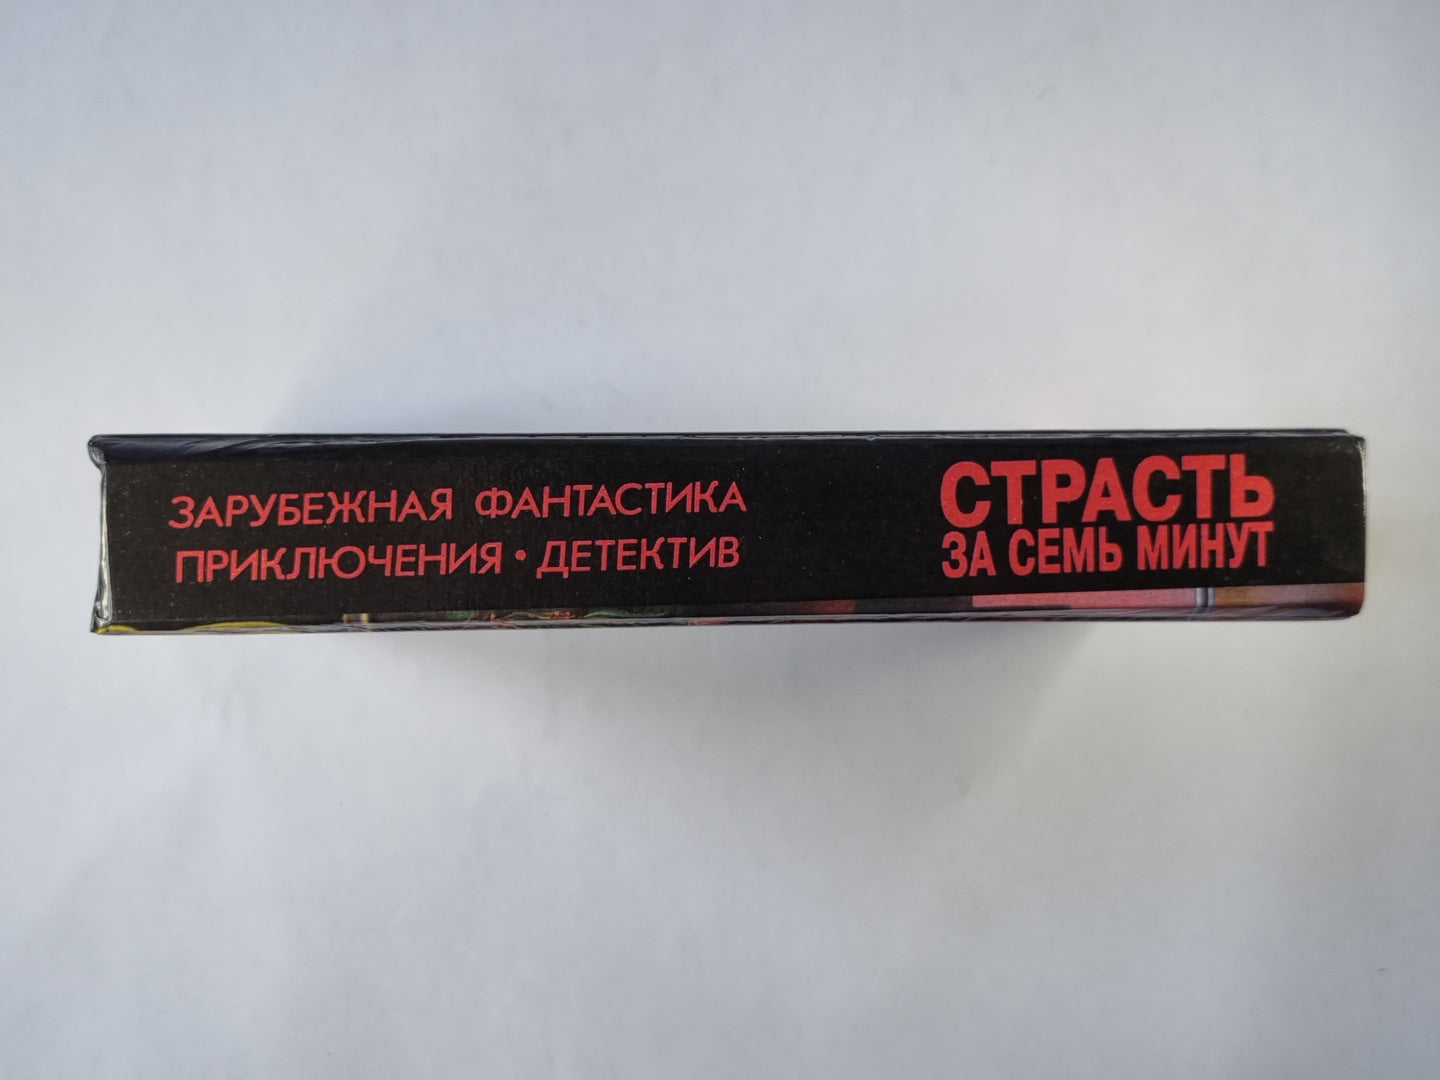 ЗАРУБЕЖНАЯ ФАНТАСТИКА
ПРИКЛЮЧЕНИЯ • ДЕТЕКТИВ
СТРАСТЬ
ЗА СЕМЬ МИНУТ